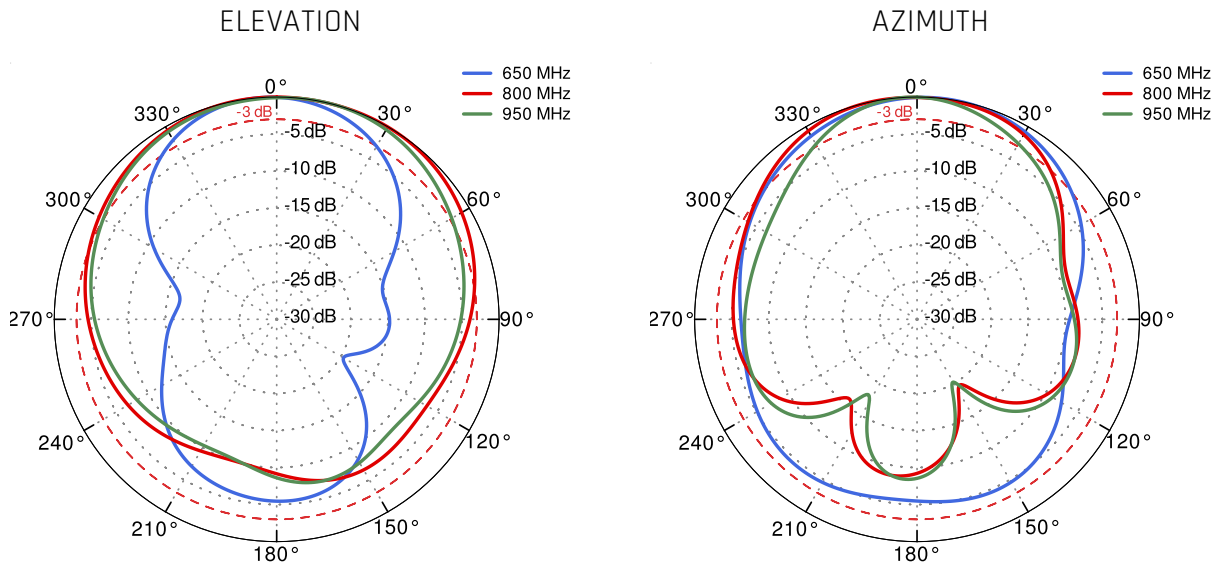 ELEVATION
650 MHz
800 MHz
950 MHz
0°
330°
-3 dB
30°
-5 dB
-10 dB
300°
60°
-15 dB
-20 dB
-25 dB
-30 dB
270°
90°
240°
120°
210°
150°
180°
AZIMUTH
650 MHz
800 MHz
950 MHz
0°
330°
-3 dB
30°
-5 dB
-10 dB
300°
60°
-15 dB
-20 dB
-25 dB
-30 dB
270°
90°
240°
120°
210°
150°
180°